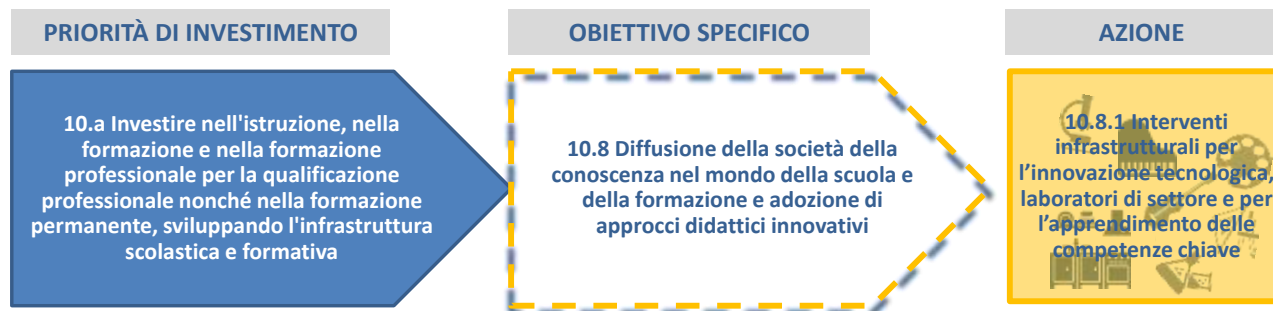 PRIORITÀ DI INVESTIMENTO
10.a Investire nell'istruzione, nella
formazione e nella formazione
professionale per la qualificazione
professionale nonché nella formazione
permanente, sviluppando l'infrastruttura
scolastica e formativa
OBIETTIVO SPECIFICO
10.8 Diffusione della società della
conoscenza nel mondo della scuola e
della formazione e adozione di
approcci didattici innovativi
AZIONE
10.8.1 Interventi
infrastrutturali per
l’innovazione tecnologica,
laboratori di settore e per
l’apprendimento delle
competenze chiave